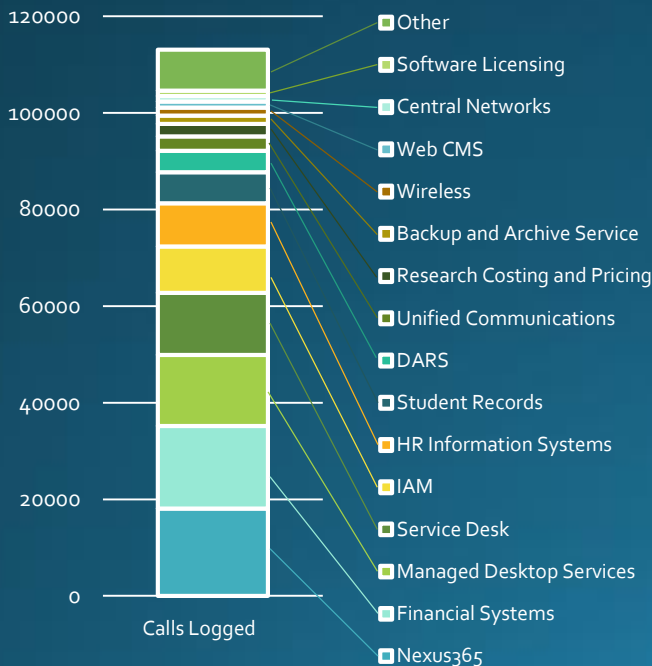 120000
100000
80000
60000
40000
20000
0
Calls Logged
Other
Software Licensing
Central Networks
Web CMS
Wireless
Backup and Archive Service
Research Costing and Pricing
Unified Communications
DARS
Student Records
HR Information Systems
IAM
Service Desk
Managed Desktop Services
Financial Systems
Nexus365